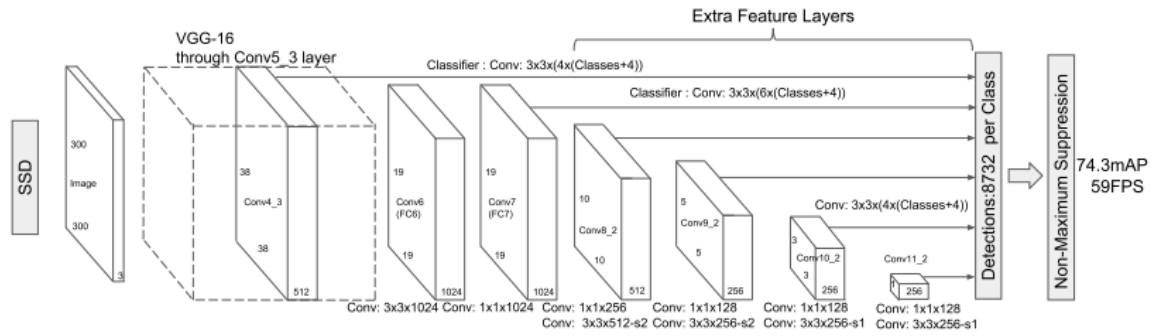 Extra Feature Layers
VGG-16
through Conv5_3 layer
Classifier : Conv: 3x3x(4x(Classes+4))
Classifier : Conv: 3x3x(6x(Classes+4))
SSD
300
Image
300
3
38
Conv4_3
38
512
19
Conv6
(FC6)
19
1024
19
Conv7
(FC7)
19
1024
10
Conv8_2
10
512
5
Conv9_2
5
256
Conv: 3x3x(4x(Classes+4))
3
Conv10_2
3
256
Conv11_2
1
256
Detections:8732 per Class
Non-Maximum Suppression
74.3mAP
59FPS
Conv: 3x3x1024
Conv: 1x1x1024
Conv: 1x1x256
Conv: 3x3x512-s2
Conv: 1x1x128
Conv: 3x3x256-s2
Conv: 1x1x128
Conv: 3x3x256-s1
Conv: 1x1x128
Conv: 3x3x256-s1